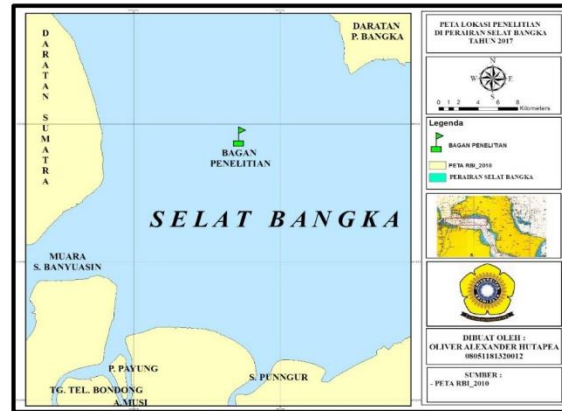 DARATAN SUMATRA
DARATAN
P. BANGKA
BAGAN
PENELITIAN
SELAT BANGKA
MUARA
S. BANYUASIN
P. PAYUNG
TG. TEL. BONDONG
A.MUSI
S. PUNNGUR
PETA LOKASI PENELITIAN
DI PERAIRAN SELAT BANGKA
TAHUN 2017
N
W E
S
0 1 2 4 6 8
Kilometers
Legenda
BAGAN PENELITIAN
PETA RBI_2010
PERAIRAN SELAT BANGKA
DIBUAT OLEH :
OLIVER ALEXANDER HUTAPEA
08051181320012
SUMBER :
- PETA RBI_2010